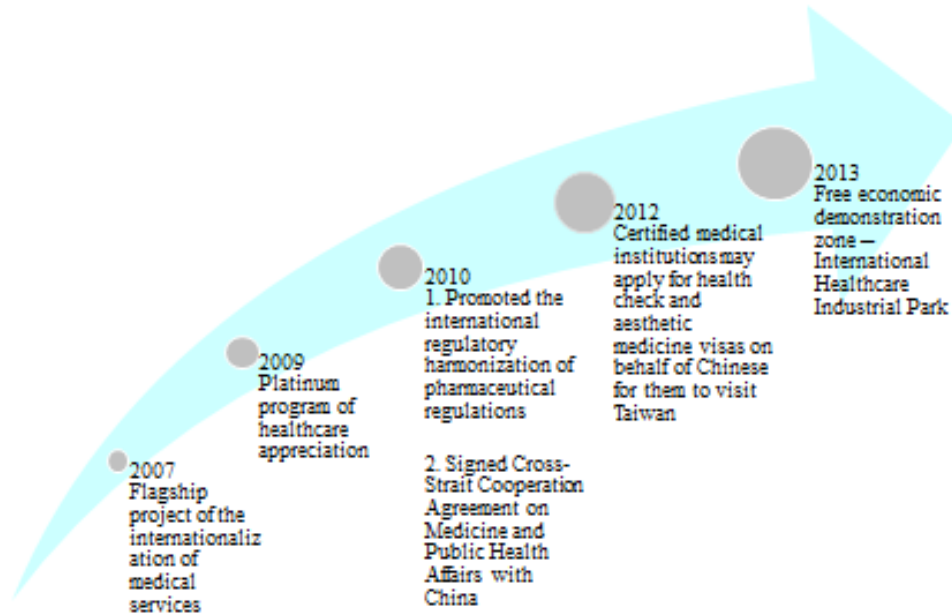 2007
Flagship
project of the
internationaliz
ation of
medical
services
2009
Platinum
program of
healthcare
appreciation
2010
1. Promoted the
international
regulatory
harmonization of
pharmaceutical
regulations
2. Signed Cross-
Strait Cooperation
Agreement on
Medicine and
Public Health
Affairs with
China
2012
Certified medical
institutions may
apply for health
check and
aesthetic
medicine visas on
behalf of Chinese
for them to visit
Taiwan
2013
Free economic
demonstration
zone –
International
Healthcare
Industrial Park